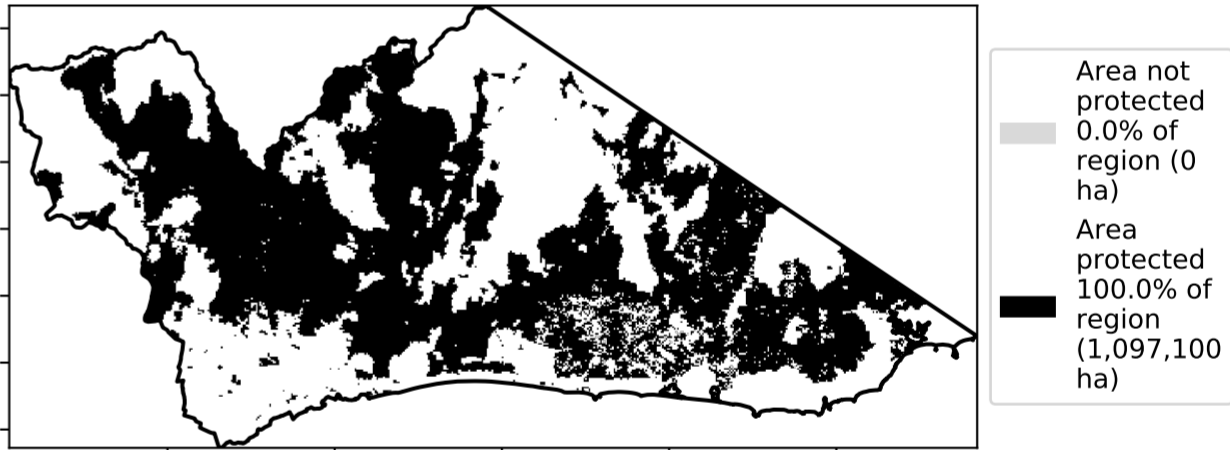 Area not
protected
0.0% of
region (0
ha)
Area
protected
100.0% of
region
(1,097,100
ha)